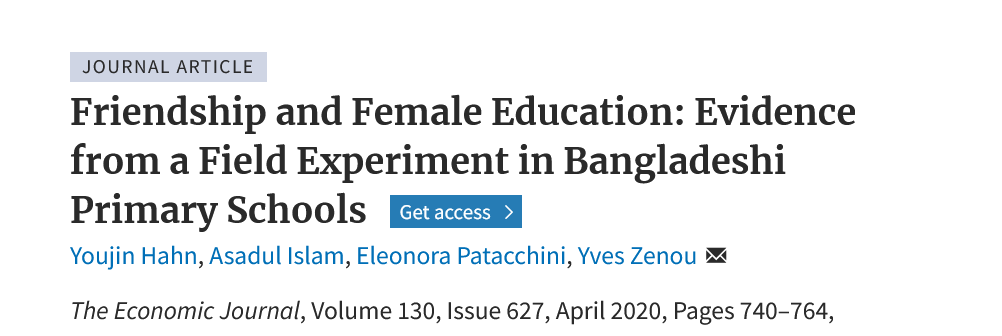 JOURNAL ARTICLE
Friendship and Female Education: Evidence
from a Field Experiment in Bangladeshi
Primary Schools Get access
Youjin Hahn, Asadul Islam, Eleonora Patacchini, Yves Zenou
The Economic Journal, Volume 130, Issue 627, April 2020, Pages 740–764,